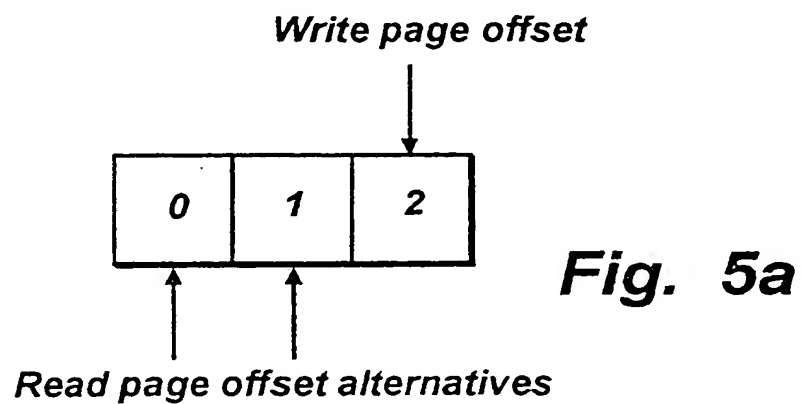 Write page offset
0 1 2
Fig. 5a
Read page offset alternatives